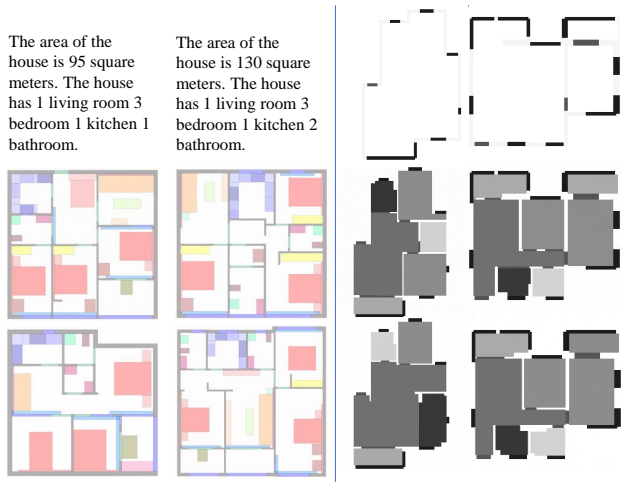 The area of the
house is 95 square
meters. The house
has 1 living room 3
bedroom 1 kitchen 1
bathroom.
The area of the
house is 130 square
meters. The house
has 1 living room 3
bedroom 1 kitchen 2
bathroom.